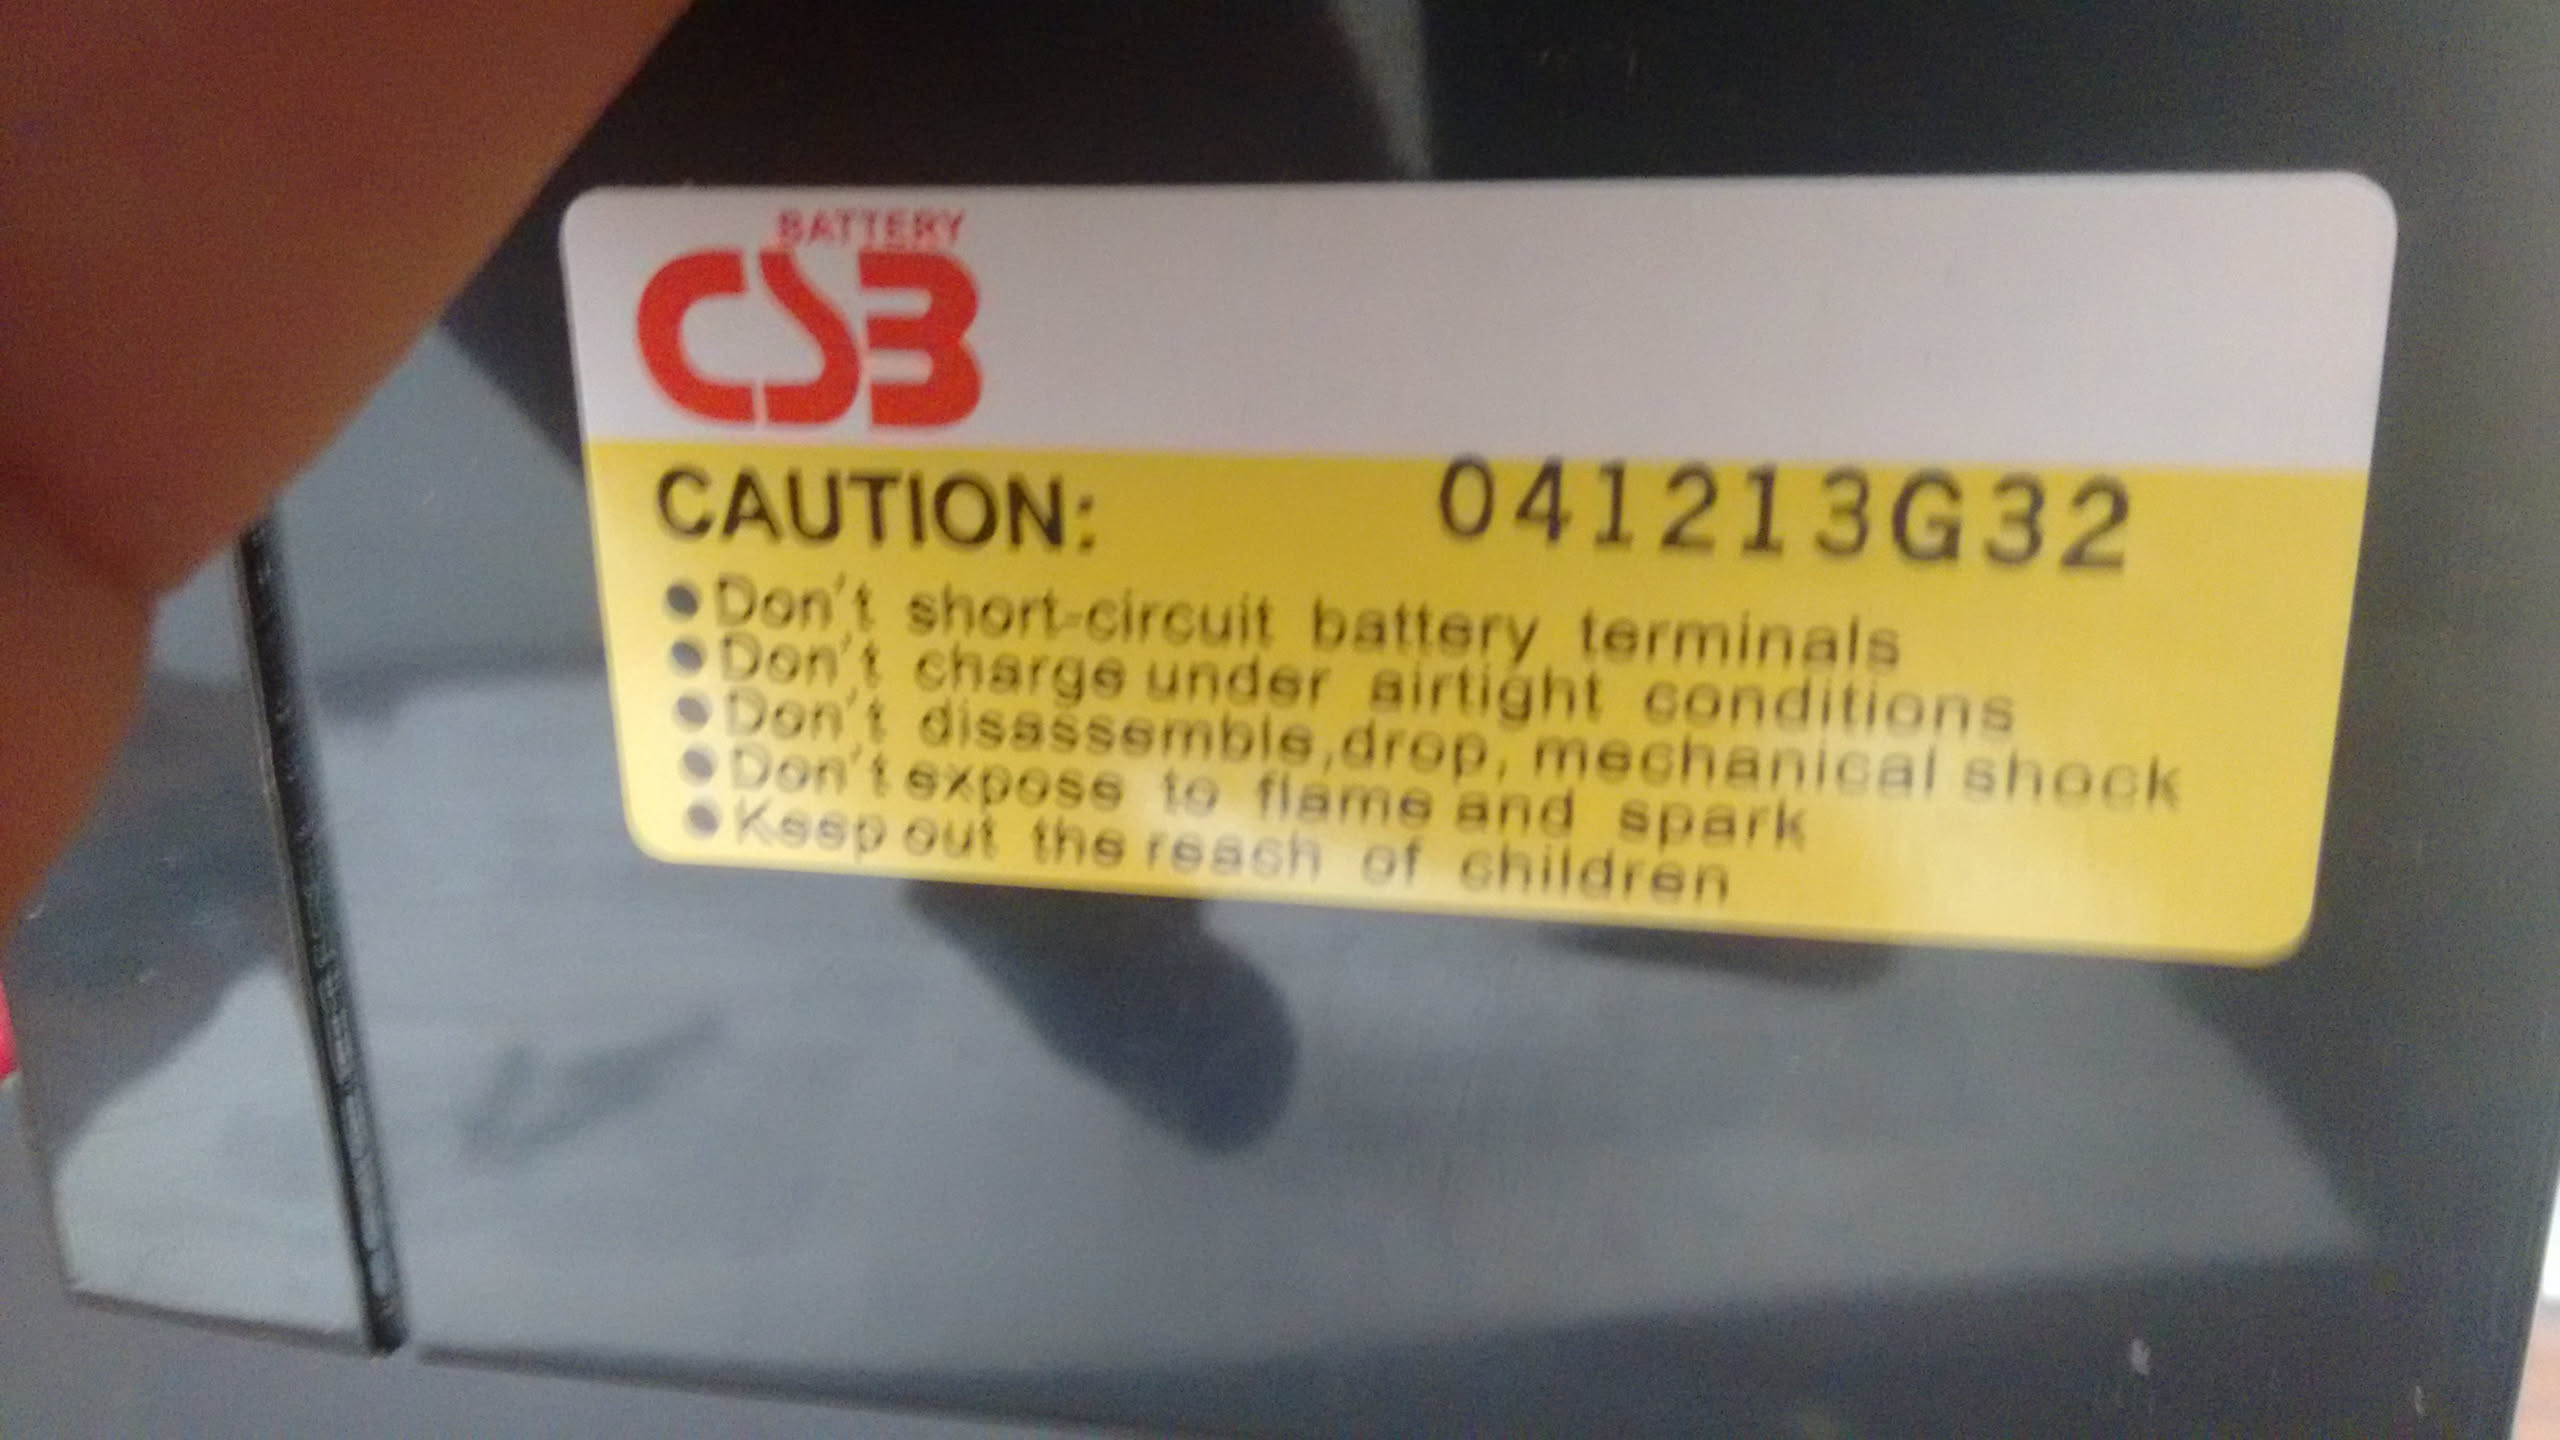 BATTERY
CSB
CAUTION: 041213G32
●Don't short-circuit battery terminals
●Don't charge under airtight conditions
●Don't disassemble,drop, mechanical shock
●Don't expose to flame and spark
●Keep out the reach of children